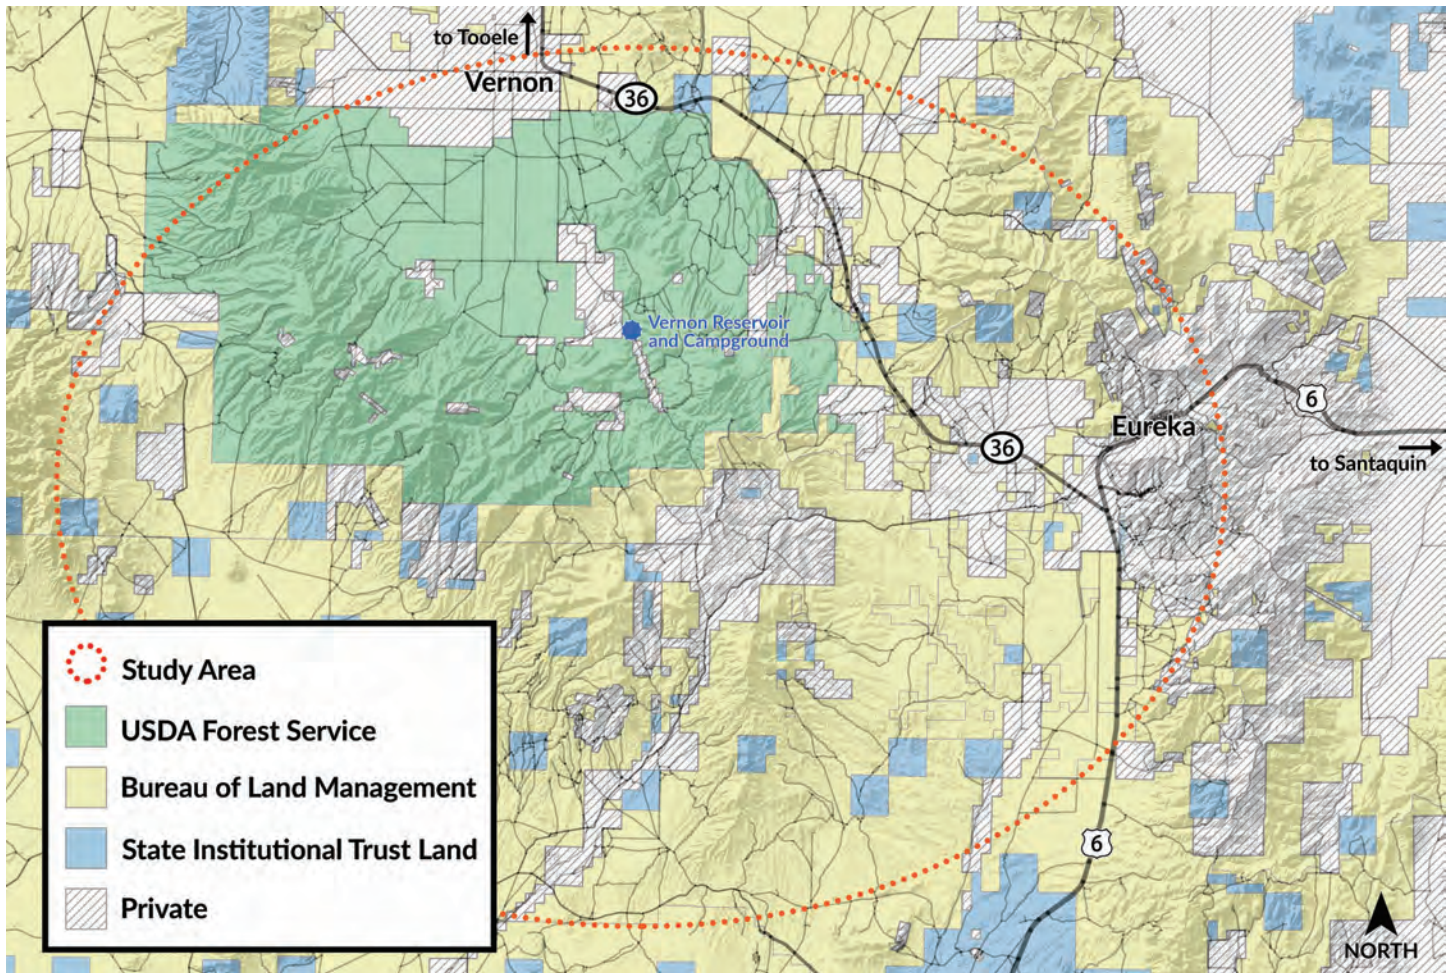 to Tooele
Vernon
36
Vernon Reservoir
and Campground
6
Eureka
36
to Santaquin
Study Area
USDA Forest Service
Bureau of Land Management
State Institutional Trust Land
Private
6
NORTH